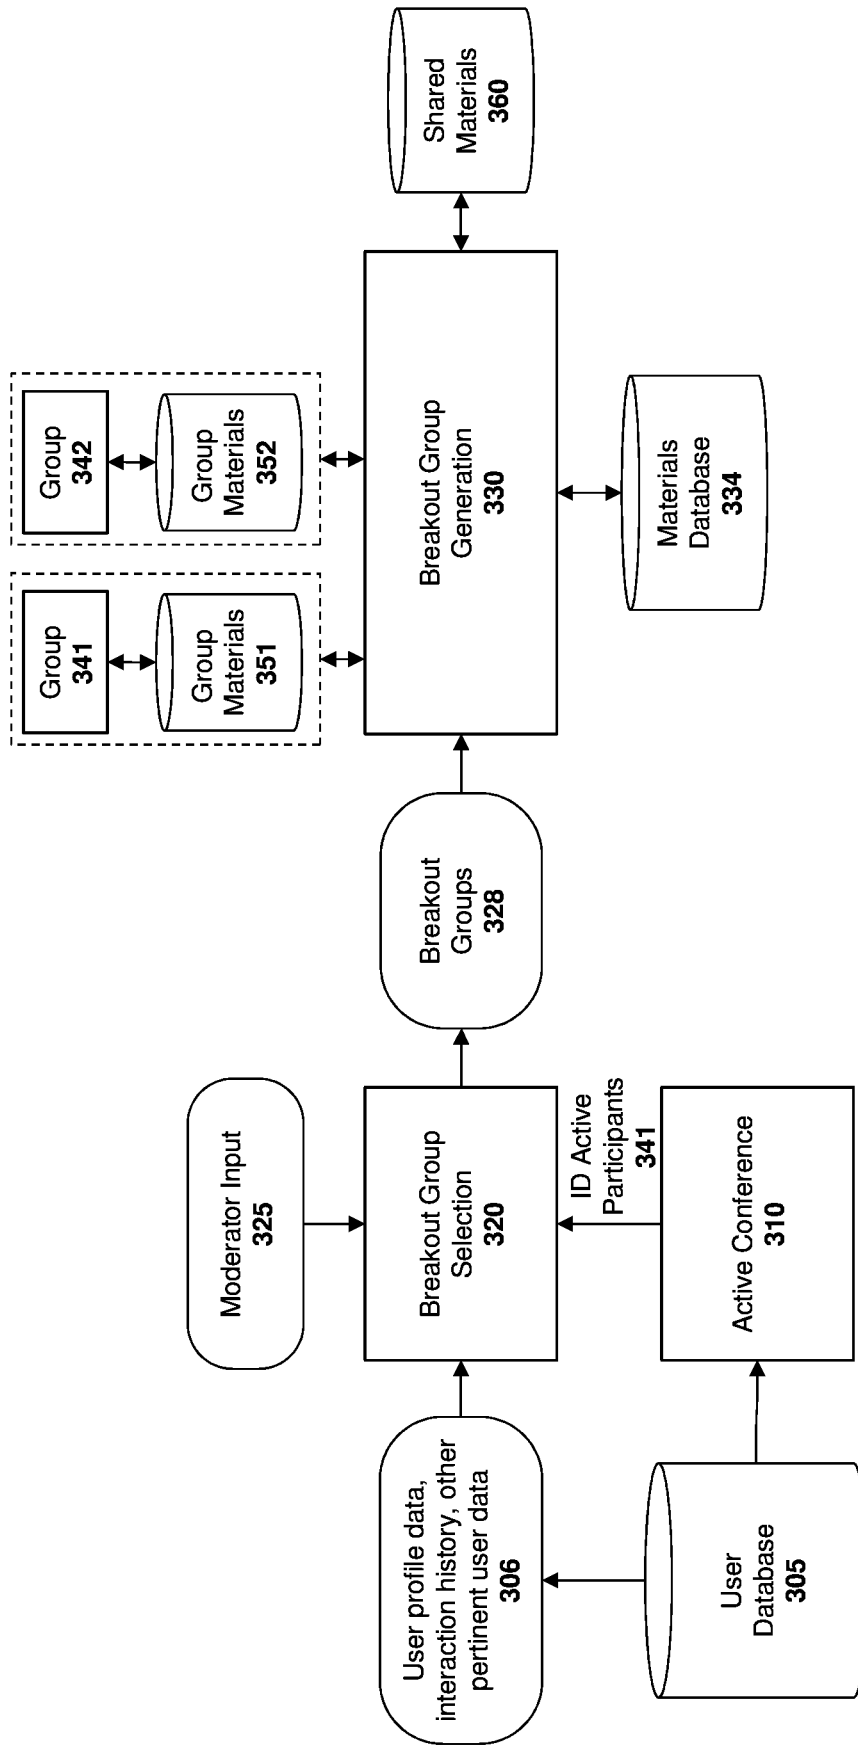 User profile data,
interaction history, other
pertinent user data
306
User
Database
305
Moderator Input
325
Breakout Group
Selection
320
ID Active
Participants
341
Active Conference
310
Breakout
Groups
328
Group
341
Group
Materials
351
Group
342
Group
Materials
352
Breakout Group
Generation
330
Materials
Database
334
Shared
Materials
360